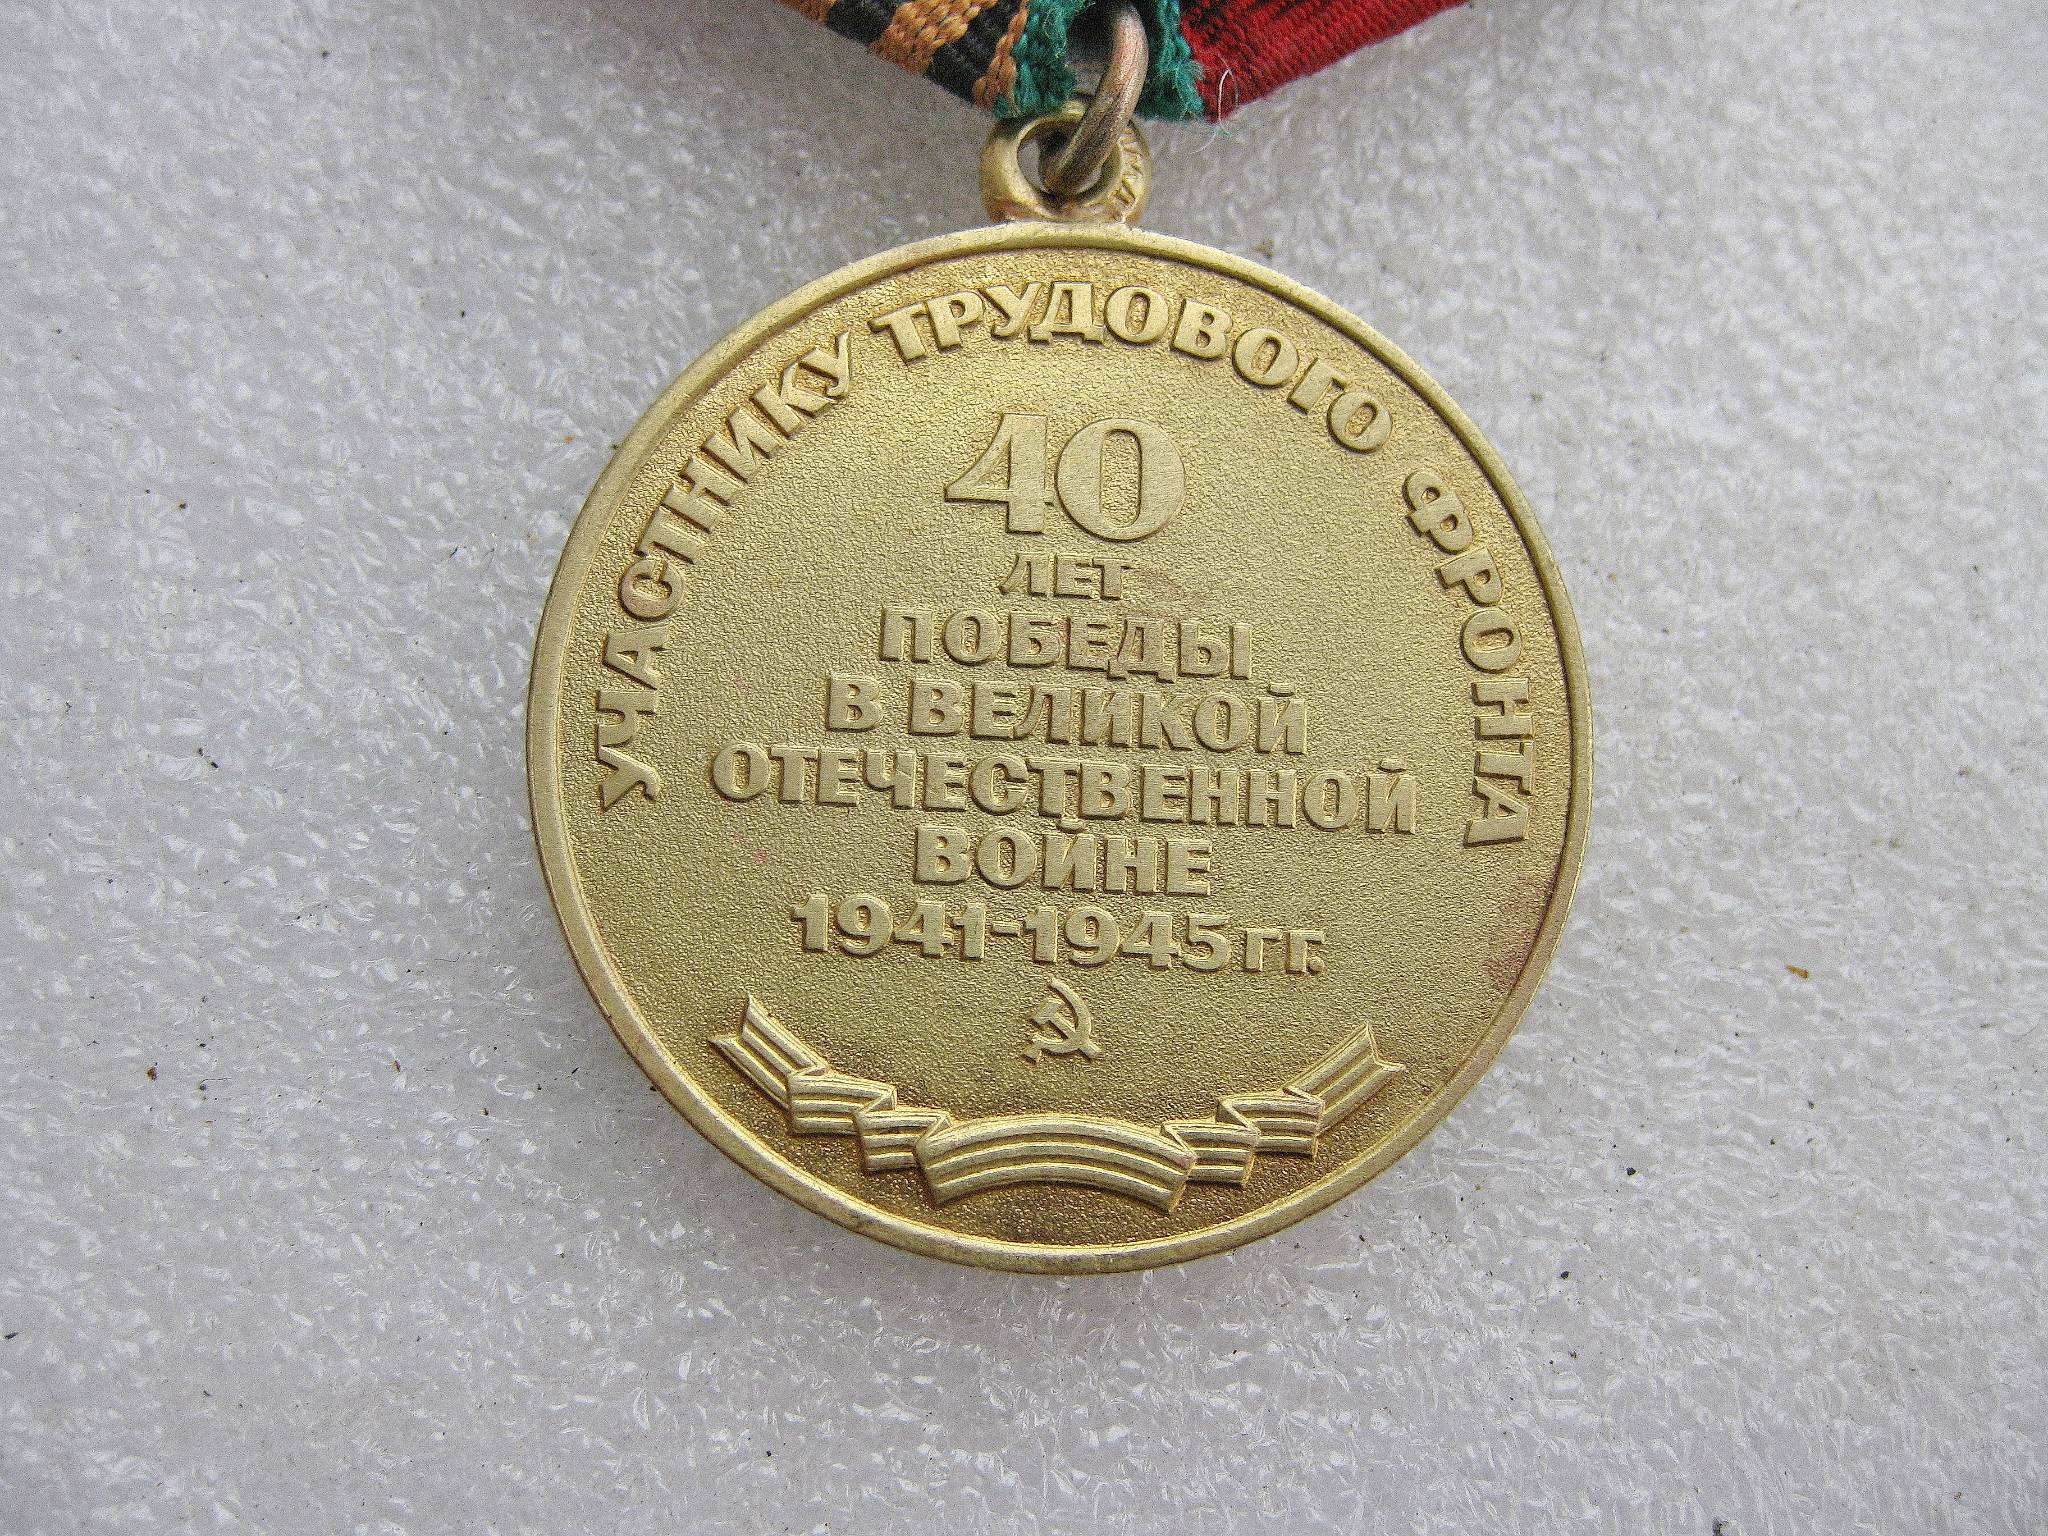 УЧАСТНИКУ ТРУДОВОГО ФРОНТА
40
ЛЕТ
ПОБЕДЫ
В ВЕЛИКОЙ
ОТЕЧЕСТВЕННОЙ
ВОЙНЕ
1941-1945 ГГ.